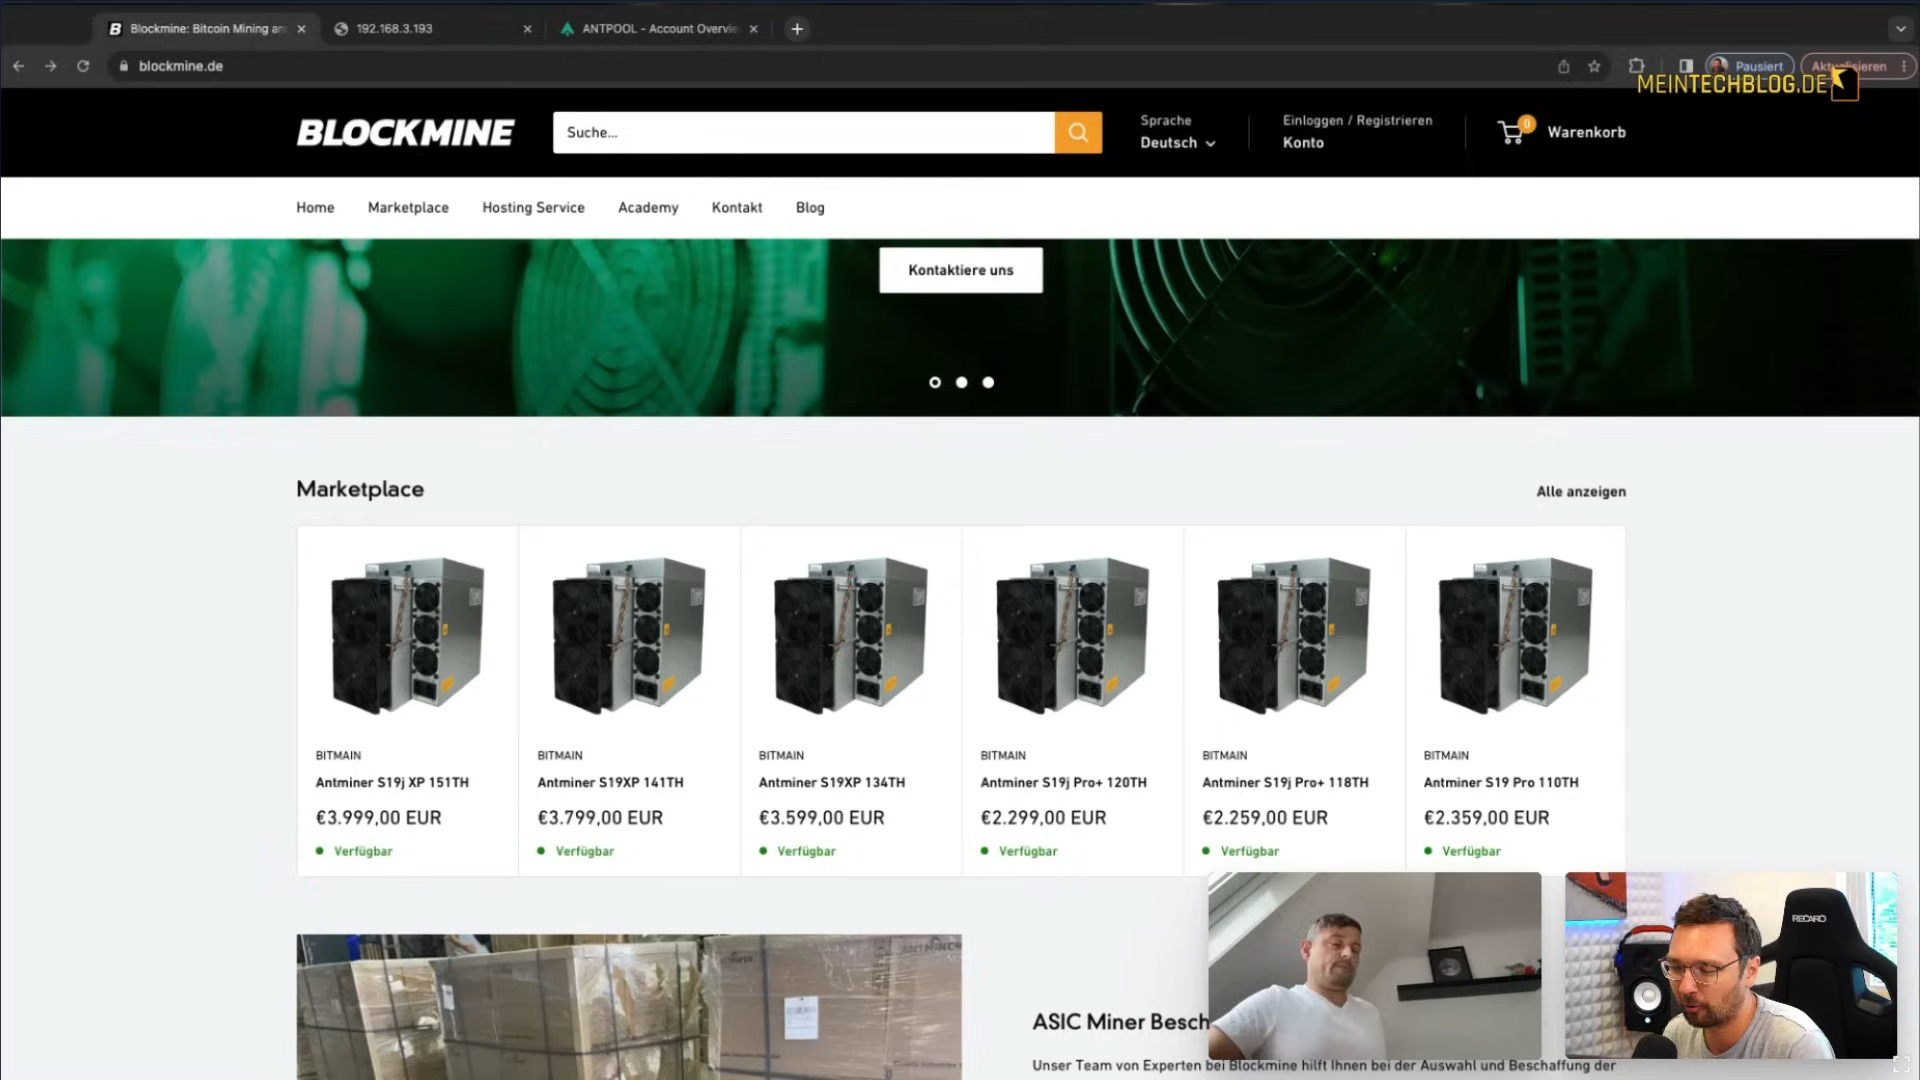 Blockmine: Bitcoin Mining an
192.168.3.193
ANTPOOL - Account Overvie
blockmine.de
Pausiert
Aktualisieren
MEINTECHBLOG.DE
BLOCKMINE
Suche...
Sprache
Deutsch
Einloggen / Registrieren
Konto
0
Warenkorb
Home
Marketplace
Hosting Service
Academy
Kontakt
Blog
Kontaktiere uns
Marketplace
Alle anzeigen
BITMAIN
Antminer S19j XP 151TH
€3.999,00 EUR
Verfügbar
BITMAIN
Antminer S19XP 141TH
€3.799,00 EUR
Verfügbar
BITMAIN
Antminer S19XP 134TH
€3.599,00 EUR
Verfügbar
BITMAIN
Antminer S19j Pro+ 120TH
€2.299,00 EUR
Verfügbar
BITMAIN
Antminer S19j Pro+ 118TH
€2.259,00 EUR
Verfügbar
BITMAIN
Antminer S19 Pro 110TH
€2.359,00 EUR
Verfügbar
RECARO
ASIC Miner Besch
Unser Team von Experten bei Blockmine hilft Ihnen bei der Auswahl und Beschaffung der